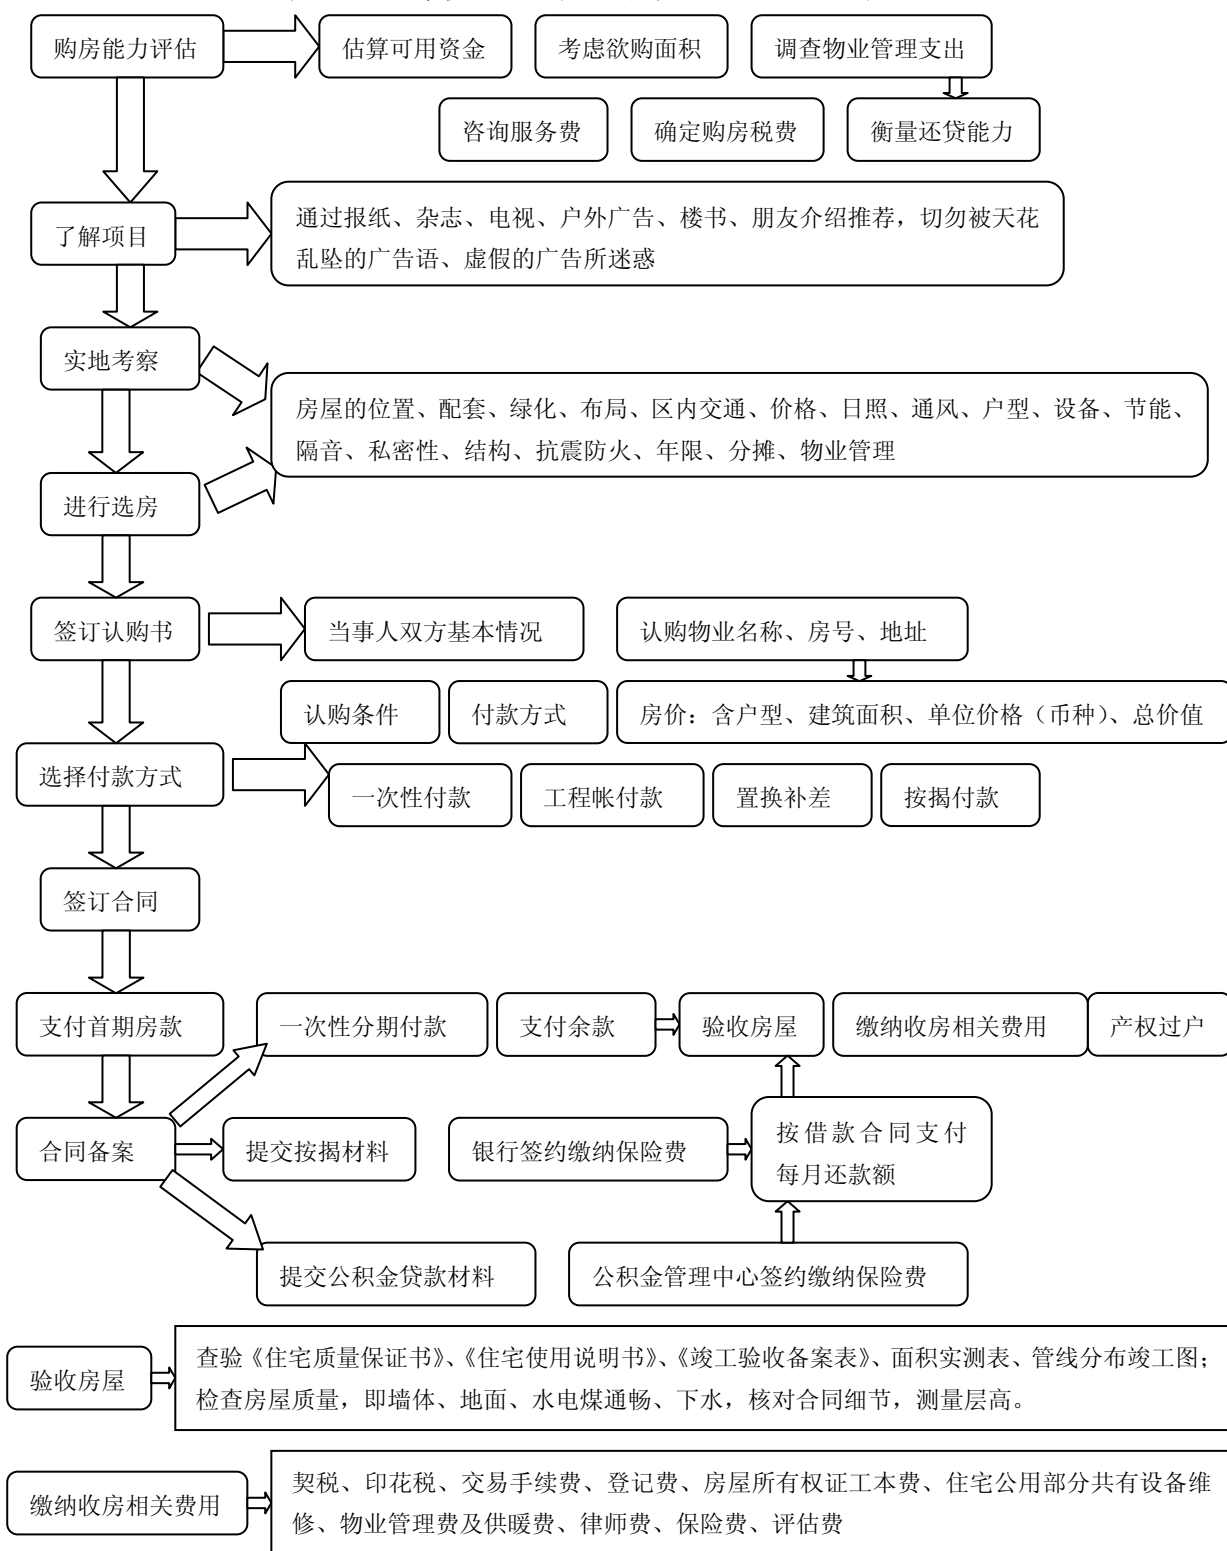 购房能力评估
估算可用资金
考虑欲购面积
调查物业管理支出
咨询服务费
确定购房税费
衡量还贷能力
了解项目
通过报纸、杂志、电视、户外广告、楼书、朋友介绍推荐，切勿被天花
乱坠的广告语、虚假的广告所迷惑
实地考察
房屋的位置、配套、绿化、布局、区内交通、价格、日照、通风、户型、设备、节能、
隔音、私密性、结构、抗震防火、年限、分摊、物业管理
进行选房
签订认购书
当事人双方基本情况
认购物业名称、房号、地址
认购条件
付款方式
房价：含户型、建筑面积、单位价格（币种）、总价值
选择付款方式
一次性付款
工程帐付款
置换补差
按揭付款
签订合同
支付首期房款
一次性分期付款
支付余款
验收房屋
缴纳收房相关费用
产权过户
合同备案
提交按揭材料
银行签约缴纳保险费
按借款合同支付
每月还款额
提交公积金贷款材料
公积金管理中心签约缴纳保险费
验收房屋
查验《住宅质量保证书》、《住宅使用说明书》、《竣工验收备案表》、面积实测表、管线分布竣工图；
检查房屋质量，即墙体、地面、水电煤通畅、下水，核对合同细节，测量层高。
缴纳收房相关费用
契税、印花税、交易手续费、登记费、房屋所有权证工本费、住宅公用部分共有设备维
修、物业管理费及供暖费、律师费、保险费、评估费